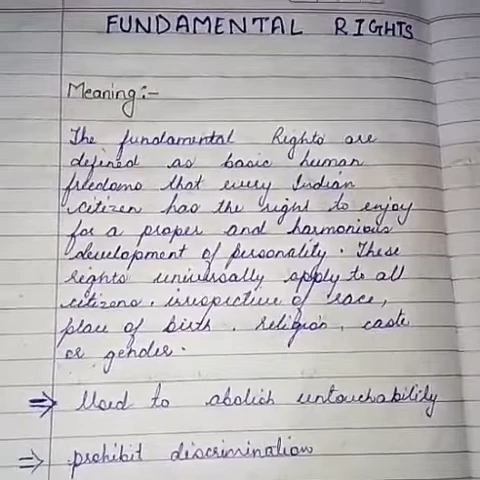 FUNDAMENTAL RIGHTS
Meaning:-
The fundamental Rights are
defined as basic human
freedoms that every Indian
citizen has the right to enjoy
for a proper and harmonious
development of personality. These
rights universally apply to all
citizens, irrespective of race,
place of birth, religion, caste
or gender.
⇒ Used to abolish untouchability
⇒ prohibit discrimination